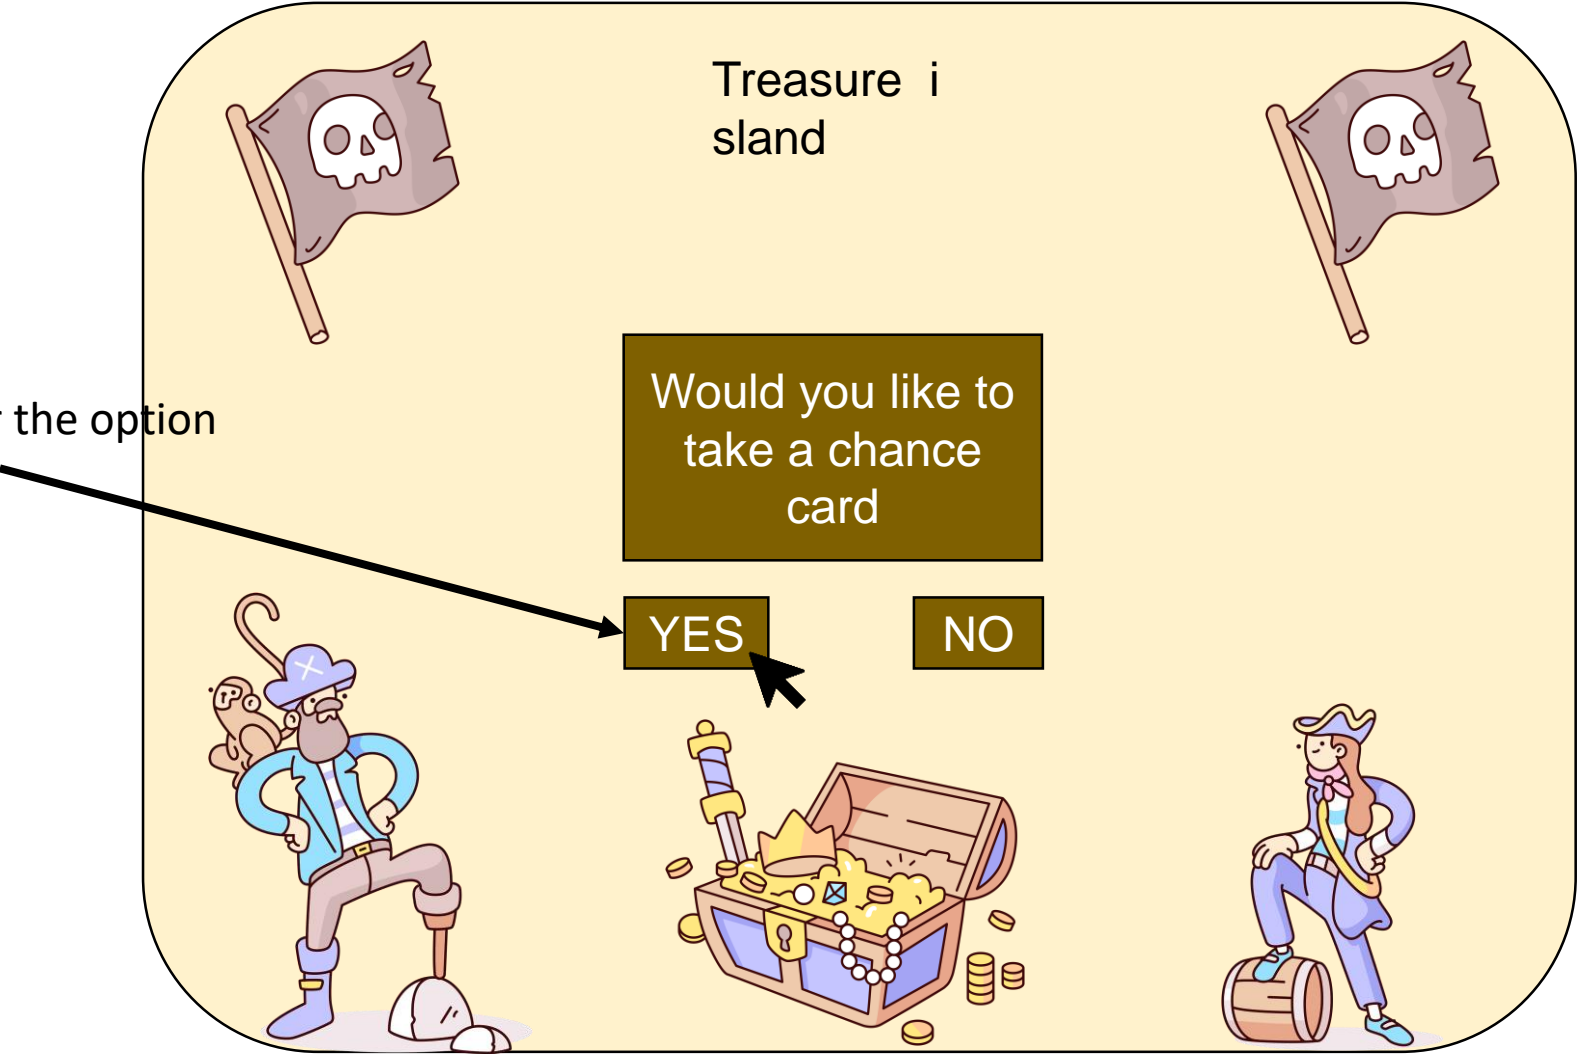 Treasure i
sland
Would you like to
take a chance
card
the option
YES
NO